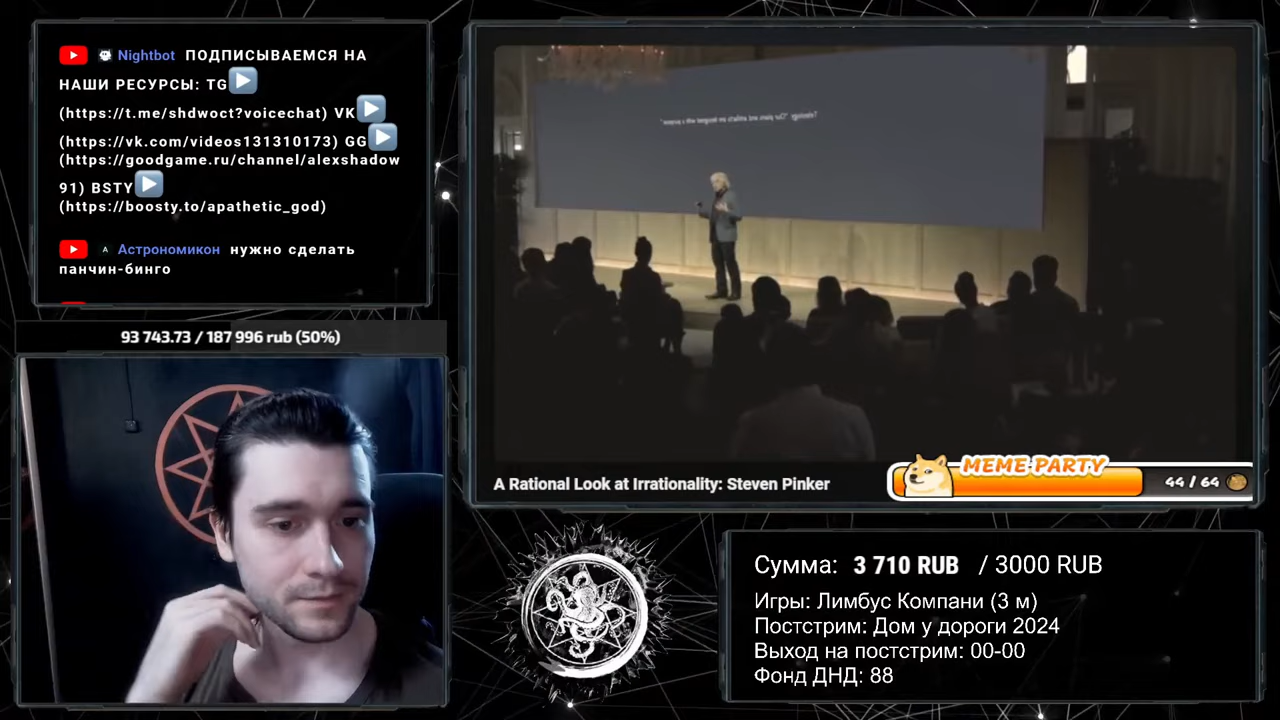 Nightbot ПОДПИСЫВАЕМСЯ НА
НАШИ РЕСУРСЫ: TG
(https://t.me/shdwoct?voicechat) VK
(https://vk.com/videos131310173) GG
(https://goodgame.ru/channel/alexshadow
91) BSTY
(https://boosty.to/apathetic_god)
Астрономикон нужно сделать
панчин-бинго
93 743.73 / 187 996 rub (50%)
A Rational Look at Irrationality: Steven Pinker
MEME PARTY
44 / 64
Сумма: 3 710 RUB / 3000 RUB
Игры: Лимбус Компани (3 м)
Постстрим: Дом у дороги 2024
Выход на постстрим: 00-00
Фонд ДНД: 88